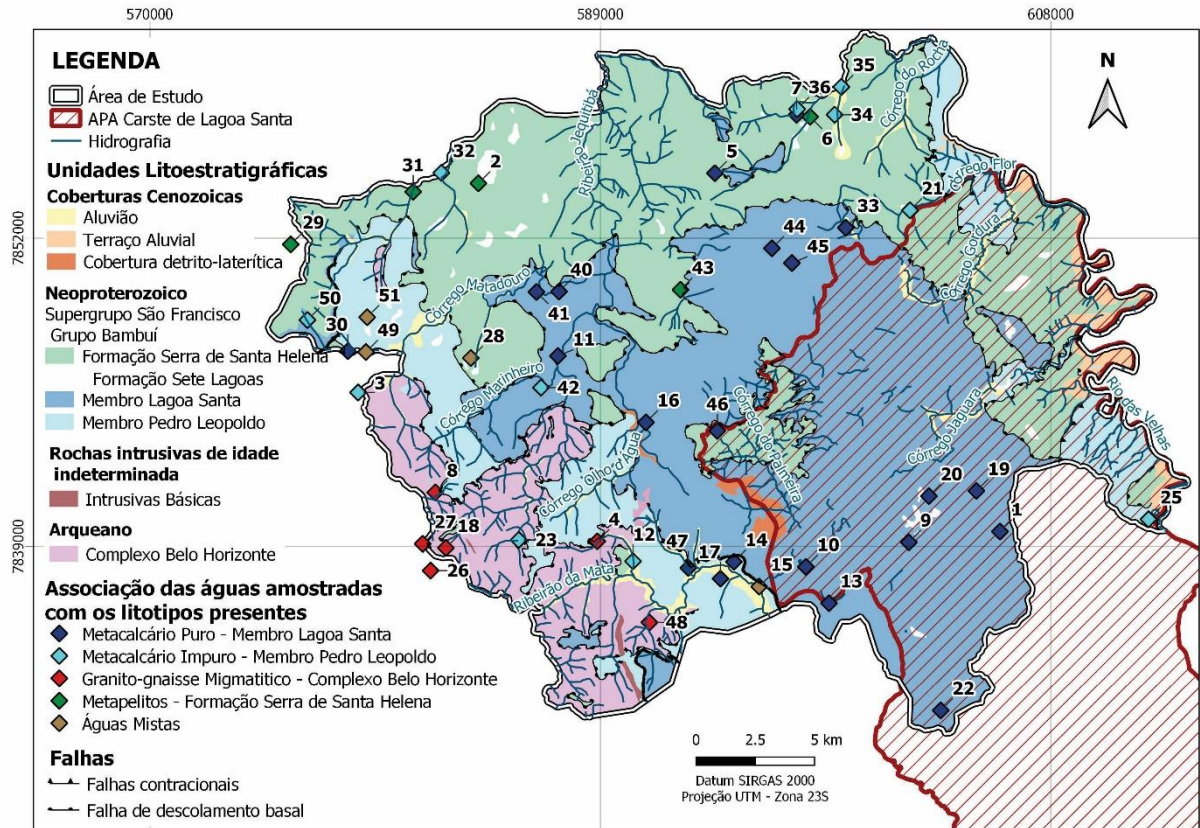 570000
589000
608000
7852000
7839000
LEGENDA
Área de Estudo
APA Carste de Lagoa Santa
Hidrografia
Unidades Litoestratigráficas
Coberturas Cenozoicas
Aluvião
Terraço Aluvial
Cobertura detrito-laterítica
Neoproterozoico
Supergrupo São Francisco
Grupo Bambuí
Formação Serra de Santa Helen
Formação Sete Lagoas
Membro Lagoa Santa
Membro Pedro Leopoldo
Rochas intrusivas de idade
indeterminada
Intrusivas Básicas
Arqueano
Complexo Belo Horizonte
Associação das águas amostradas
com os litotipos presentes
Metacalcário Puro - Membro Lagoa Santa
Metacalcário Impuro - Membro Pedro Leopoldo
Granito-gnaisse Migmatitico - Complexo Belo Horizonte
Metapelitos - Formação Serra de Santa Helena
Águas Mistas
Falhas
Falhas contracionais
Falha de descolamento basal
N
35
7 36
34
6
Córrego do Rocha
Ribeirão Jequitibá
32
31
2
5
Córrego Flor
21
29
33
44
45
Córrego Gordura
43
40
41
Córrego Matadouro
51
50
30
49
28
11
42
Córrego Marinheiro
3
16
46
Córrego do Palmeira
Córrego Jaguara
Rio das Velhas
8
Córrego Olho d'Água
20
19
9
1
25
27
18
26
23
4
12
47
17
14
15
10
13
Ribeirão da Mata
48
22
0 2.5 5 km
Datum SIRGAS 2000
Projeção UTM - Zona 23S